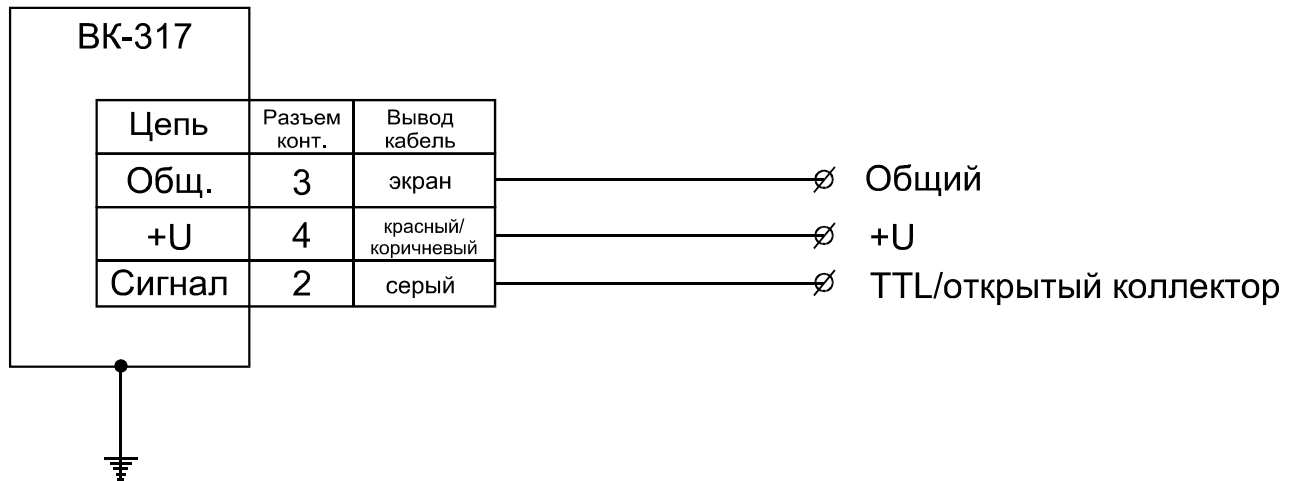 ВК-317
Цепь
Разъем
конт.
Вывод
кабель
Общ.
3
экран
Общий
+U
4
красный/
коричневый
+U
Сигнал
2
серый
TTL/открытый коллектор